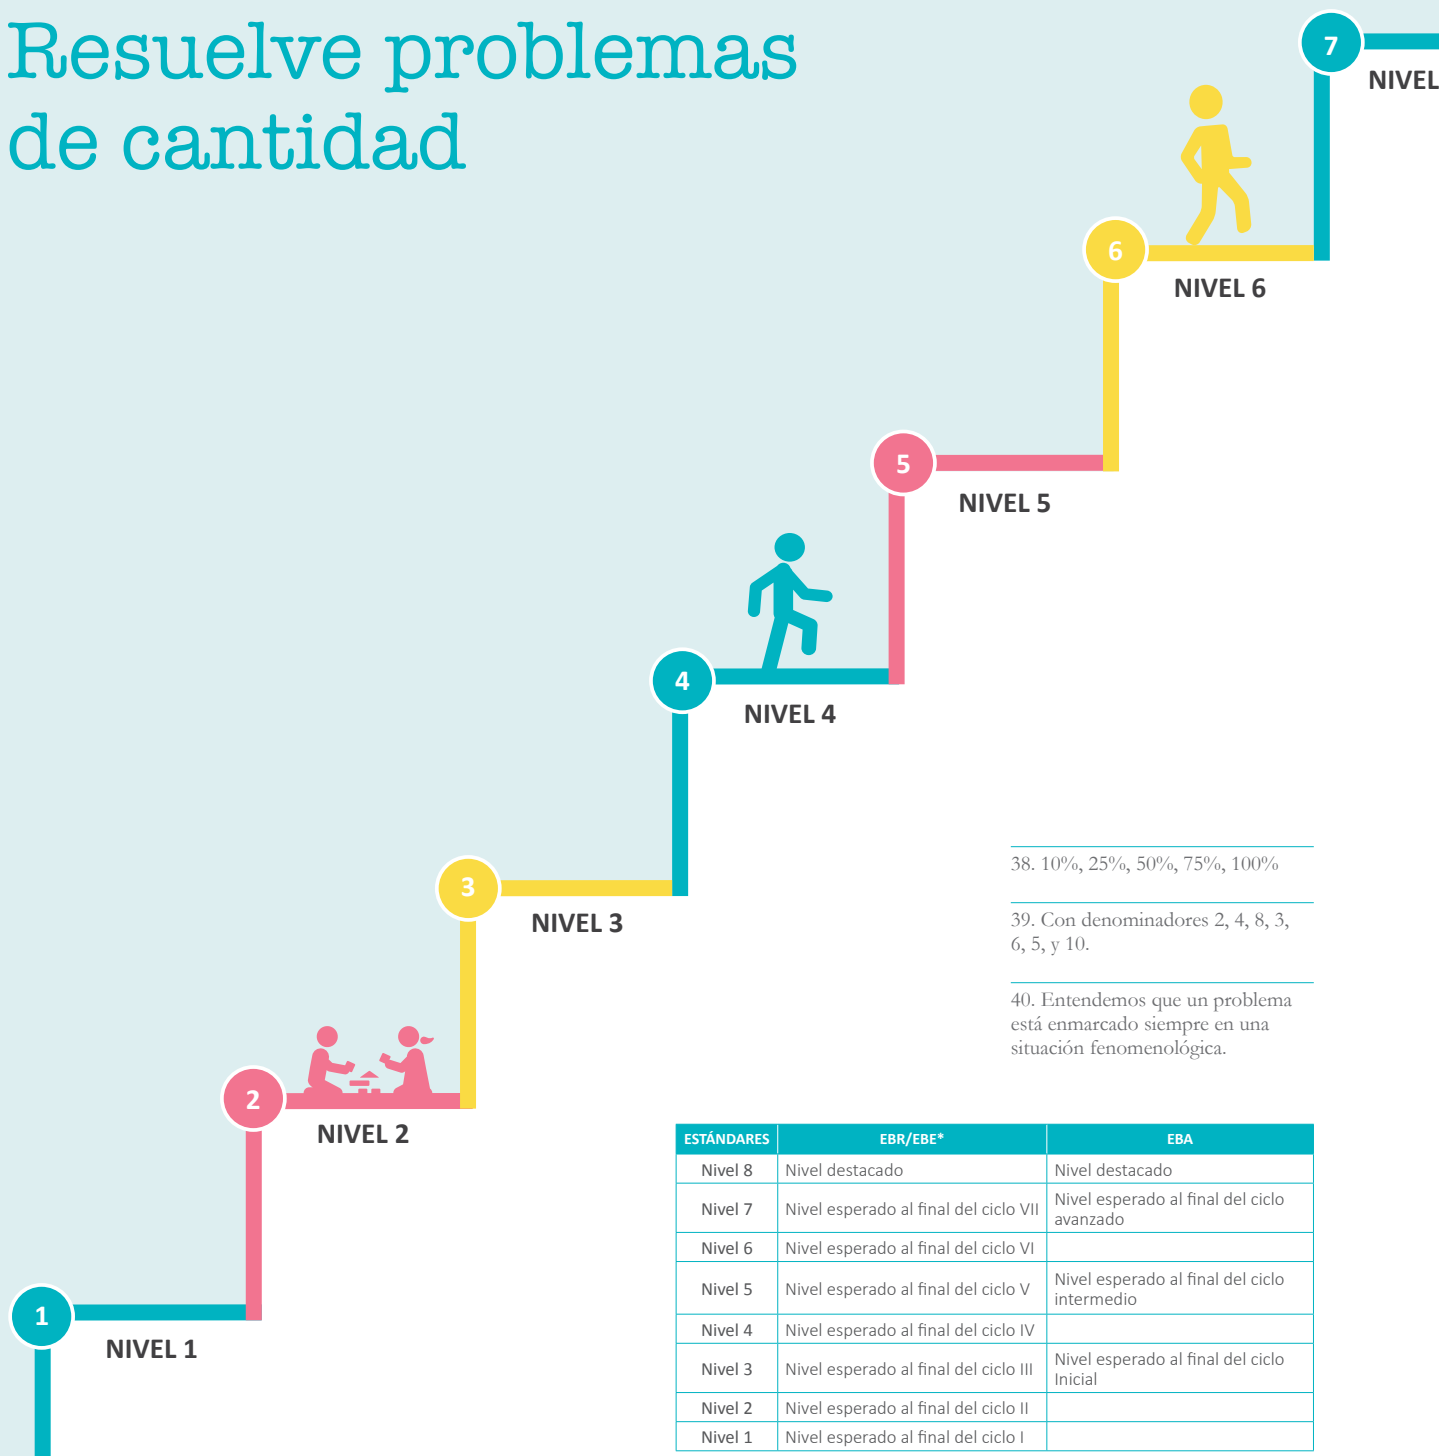 Resuelve problemas
de cantidad
7
NIVEL
6
NIVEL 6
5
NIVEL 5
4
NIVEL 4
3
NIVEL 3
2
NIVEL 2
1
NIVEL 1
38. 10%, 25%, 50%, 75%, 100%
39. Con denominadores 2, 4, 8, 3,
6, 5, y 10.
40. Entendemos que un problema
está enmarcado siempre en una
situación fenomenológica.
ESTÁNDARES EBR/EBE* EBA
Nivel 8 Nivel destacado Nivel destacado
Nivel 7 Nivel esperado al final del ciclo VII Nivel esperado al final del ciclo
avanzado
Nivel 6 Nivel esperado al final del ciclo VI
Nivel 5 Nivel esperado al final del ciclo V Nivel esperado al final del ciclo
intermedio
Nivel 4 Nivel esperado al final del ciclo IV
Nivel 3 Nivel esperado al final del ciclo III Nivel esperado al final del ciclo
Inicial
Nivel 2 Nivel esperado al final del ciclo II
Nivel 1 Nivel esperado al final del ciclo I